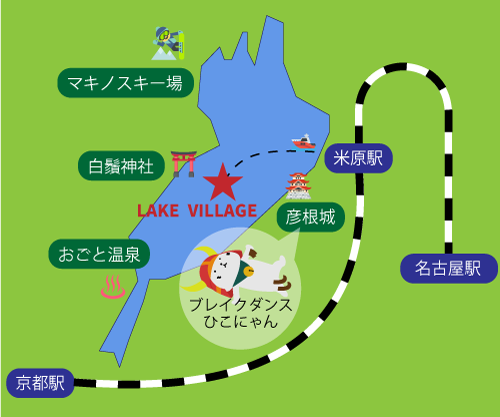 マキノスキー場
白鬚神社
米原駅
LAKE VILLAGE
彦根城
おごと温泉
名古屋駅
ブレイクダンス
ひこにゃん
京都駅